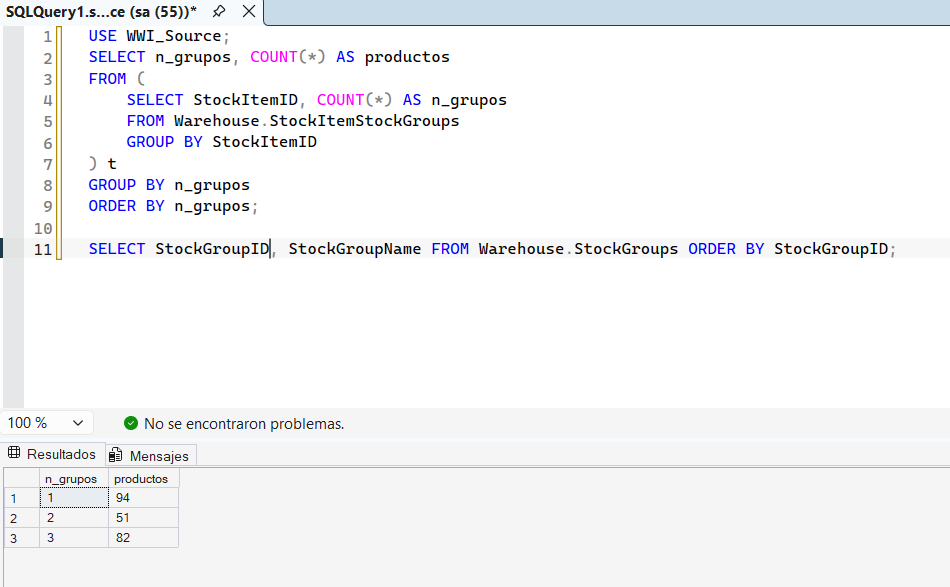 SQLQuery1.s...ce (sa (55))*
1 USE WWI_Source;
2 SELECT n_grupos, COUNT(*) AS productos
3 FROM (
4 SELECT StockItemID, COUNT(*) AS n_grupos
5 FROM Warehouse.StockItemStockGroups
6 GROUP BY StockItemID
7 ) t
8 GROUP BY n_grupos
9 ORDER BY n_grupos;
10
11 SELECT StockGroupID, StockGroupName FROM Warehouse.StockGroups ORDER BY StockGroupID;
100 % No se encontraron problemas.
Resultados Mensajes
n_grupos productos
1 1 94
2 2 51
3 3 82